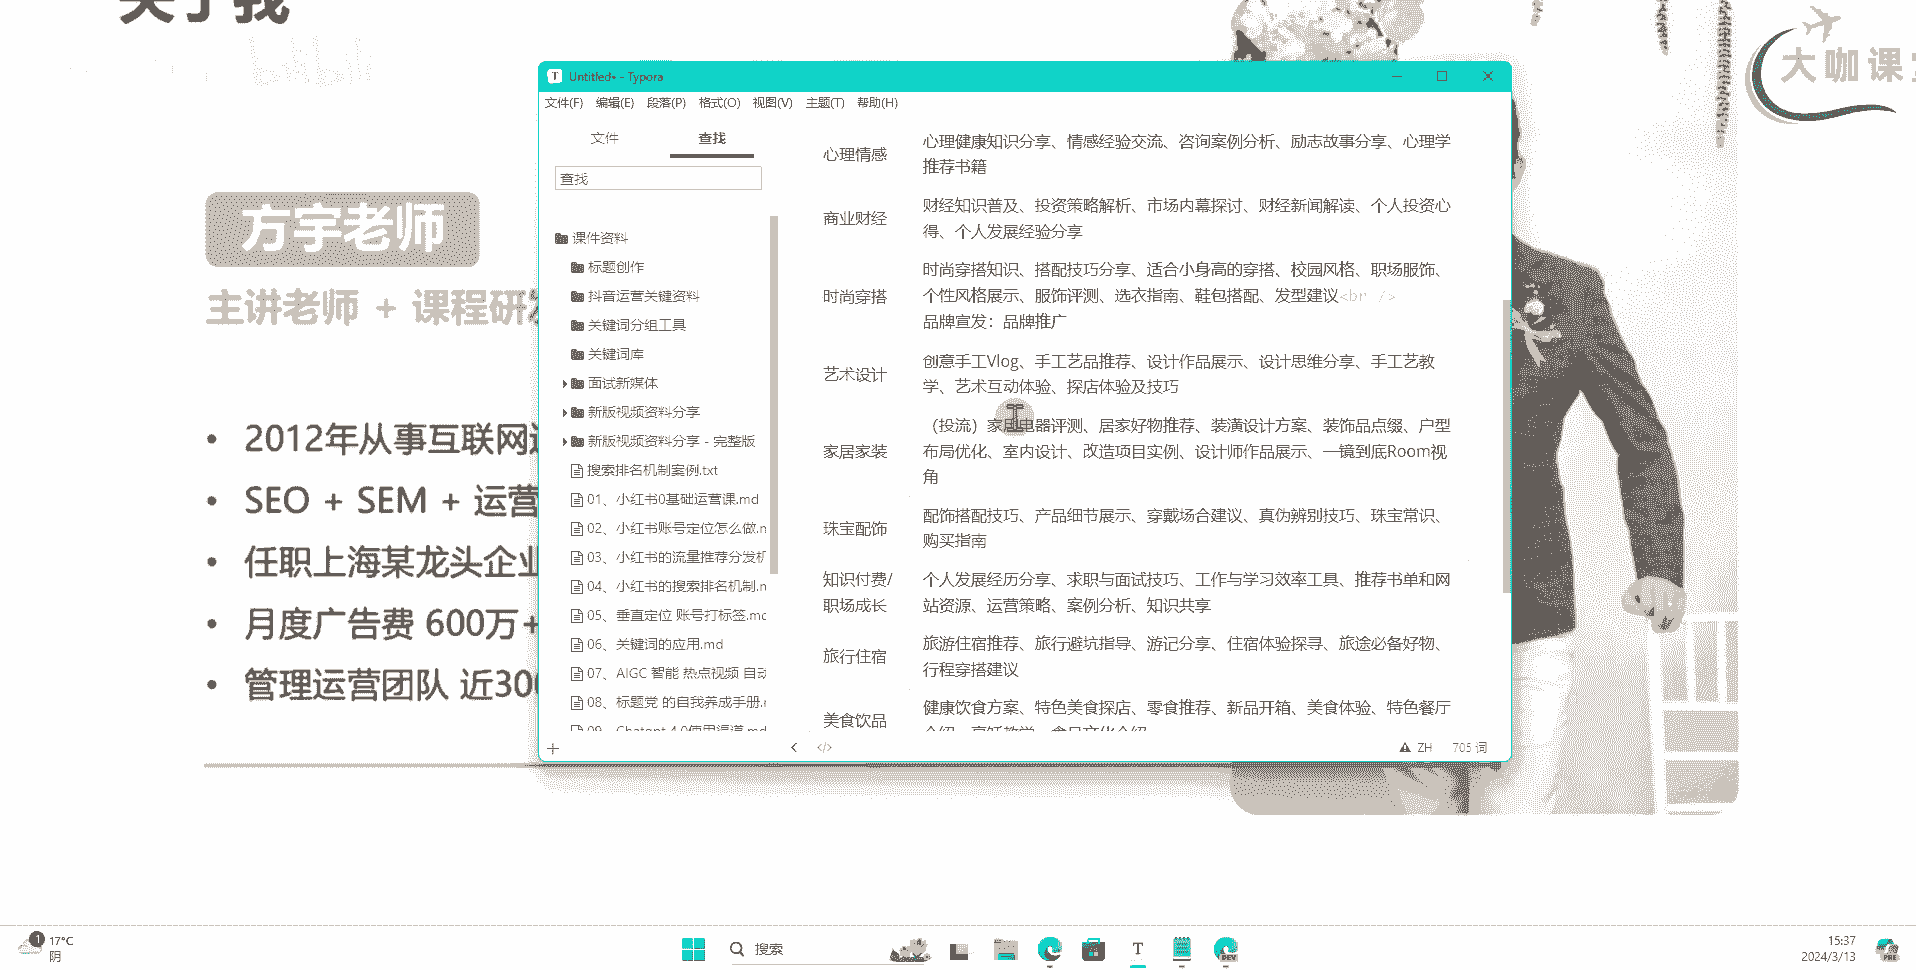 关于我
bilibili
大咖课
方宇老师
主讲老师 + 课程研
2012年从事互联网
SEO + SEM + 运营
任职上海某龙头企业
月度广告费 600万+
管理运营团队 近300
Untitled• - Typora
文件(F) 编辑(E) 段落(P) 格式(O) 视图(V) 主题(T) 帮助(H)
文件 查找
查找
课件资料
标题创作
抖音运营关键资料
关键词分组工具
关键词库
面试新媒体
新版视频资料分享
新版视频资料分享 - 完整版
搜索排名机制案例.txt
01、小红书0基础运营课.md
02、小红书账号定位怎么做.n
03、小红书的流量推荐分发机
04、小红书的搜索排名机制.n
05、垂直定位 账号打标签.mc
06、关键词的应用.md
07、AIGC 智能 热点视频 自动
08、标题党 的自我养成手册.r
09、Chatgpt 4.0使用渠道.md
心理情感
心理健康知识分享、情感经验交流、咨询案例分析、励志故事分享、心理学
推荐书籍
商业财经
财经知识普及、投资策略解析、市场内幕探讨、财经新闻解读、个人投资心
得、个人发展经验分享
时尚穿搭
时尚穿搭知识、搭配技巧分享、适合小身高的穿搭、校园风格、职场服饰、
个性风格展示、服饰评测、选衣指南、鞋包搭配、发型建议<br />
品牌宣发：品牌推广
艺术设计
创意手工Vlog、手工艺品推荐、设计作品展示、设计思维分享、手工艺教
学、艺术互动体验、探店体验及技巧
家居家装
（投流）家居电器评测、居家好物推荐、装潢设计方案、装饰品点缀、户型
布局优化、室内设计、改造项目实例、设计师作品展示、一镜到底Room视
角
珠宝配饰
配饰搭配技巧、产品细节展示、穿戴场合建议、真伪辨别技巧、珠宝常识、
购买指南
知识付费/
职场成长
个人发展经历分享、求职与面试技巧、工作与学习效率工具、推荐书单和网
站资源、运营策略、案例分析、知识共享
旅行住宿
旅游住宿推荐、旅行避坑指导、游记分享、住宿体验探寻、旅途必备好物、
行程穿搭建议
美食饮品
健康饮食方案、特色美食探店、零食推荐、新品开箱、美食体验、特色餐厅
介绍、烹饪教学、食品文化介绍
ZH 705 词
1 17°C
阴
搜索
DEV
15:37
2024/3/13
PRE